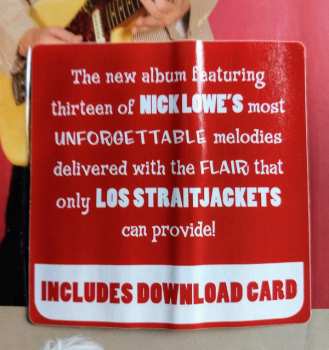 The new album featuring
thirteen of NICK LOWE'S most
UNFORGETTABLE melodies
delivered with the FLAIR that
only LOS STRAITJACKETS
can provide!
INCLUDES DOWNLOAD CARD